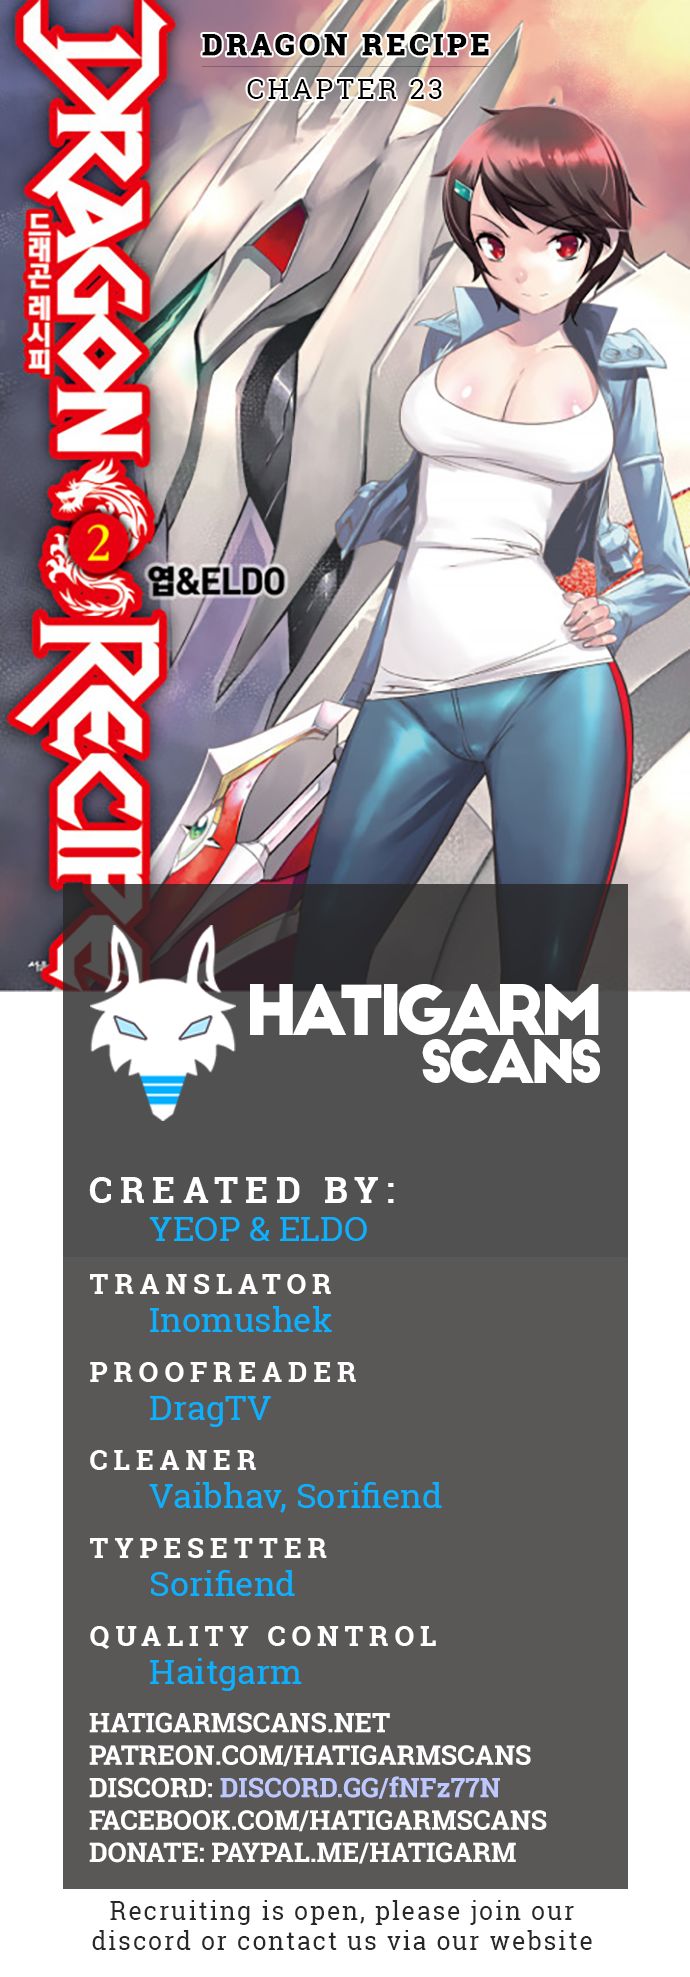 DRAGON RECIPE
CHAPTER 23
DRAGON
드래곤 레시피
2
엽&ELDO
RECIPE
HATIGARM
SCANS
CREATED BY:
YEOP & ELDO
TRANSLATOR
Inomushek
PROOFREADER
DragTV
CLEANER
Vaibhav, Sorifiend
TYPESETTER
Sorifiend
QUALITY CONTROL
Haitgarm
HATIGARMSCANS.NET
PATREON.COM/HATIGARMSCANS
DISCORD: DISCORD.GG/fNFz77N
FACEBOOK.COM/HATIGARMSCANS
DONATE: PAYPAL.ME/HATIGARM
Recruiting is open, please join our
discord or contact us via our website